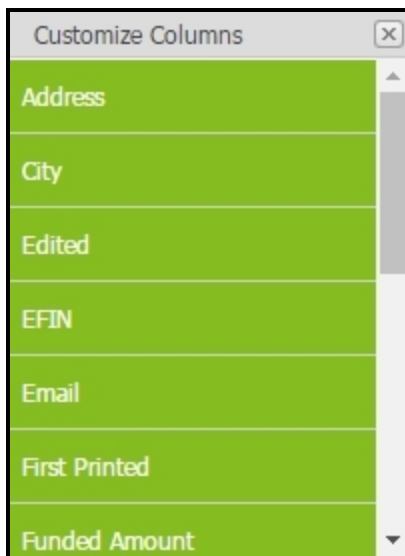 Customize Columns
Address
City
Edited
EFIN
Email
First Printed
Funded Amount